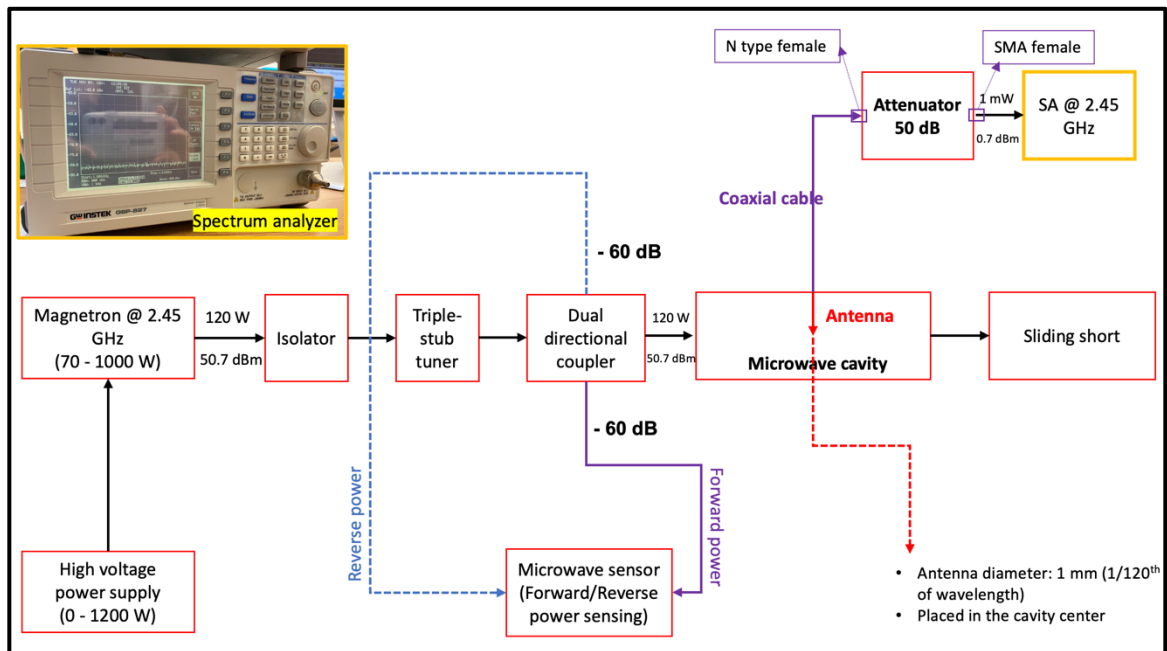 GWINSTEK GSP-827
Spectrum analyzer
N type female
SMA female
Attenuator
50 dB
1 mW
0.7 dBm
SA @ 2.45
GHz
Coaxial cable
- 60 dB
Magnetron @ 2.45
GHz
(70 - 1000 W)
120 W
50.7 dBm
Isolator
Triple-
stub
tuner
Dual
directional
coupler
120 W
50.7 dBm
Antenna
Microwave cavity
Sliding short
- 60 dB
Reverse power
Forward power
High voltage
power supply
(0 - 1200 W)
Microwave sensor
(Forward/Reverse
power sensing)
• Antenna diameter: 1 mm (1/120th
of wavelength)
• Placed in the cavity center